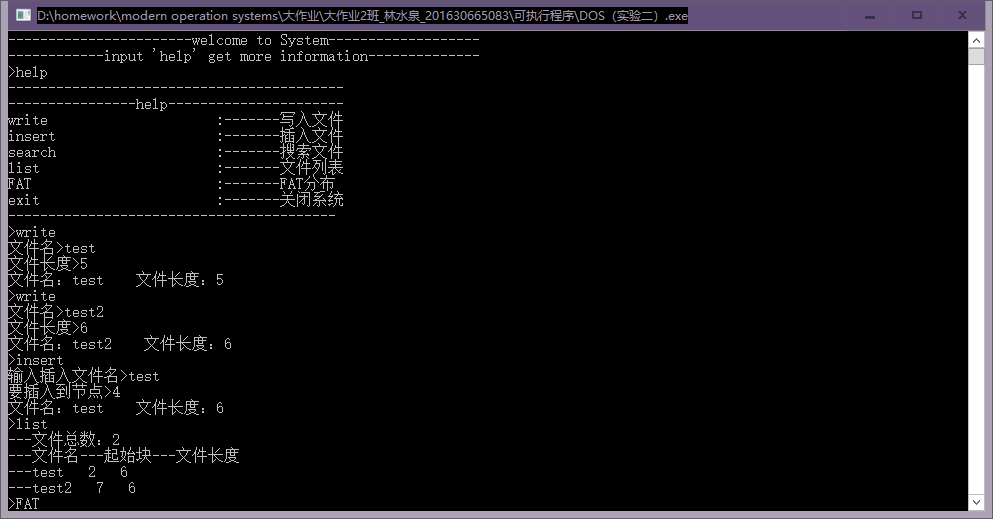 D:\homework\modern operation systems\大作业\大作业2班_林水泉_201630665083\可执行程序\DOS（实验二）.exe
-----------------------welcome to System-------------------
------------input 'help' get more information--------------
>help
------------------------------------------
----------------help----------------------
write                     :-------写入文件
insert                    :-------插入文件
search                    :-------搜索文件
list                      :-------文件列表
FAT                       :-------FAT分布
exit                      :-------关闭系统
-----------------------------------------
>write
文件名>test
文件长度>5
文件名：test    文件长度：5
>write
文件名>test2
文件长度>6
文件名：test2    文件长度：6
>insert
输入插入文件名>test
要插入到节点>4
文件名：test    文件长度：6
>list
---文件总数：2
---文件名---起始块---文件长度
---test   2   6
---test2   7   6
>FAT